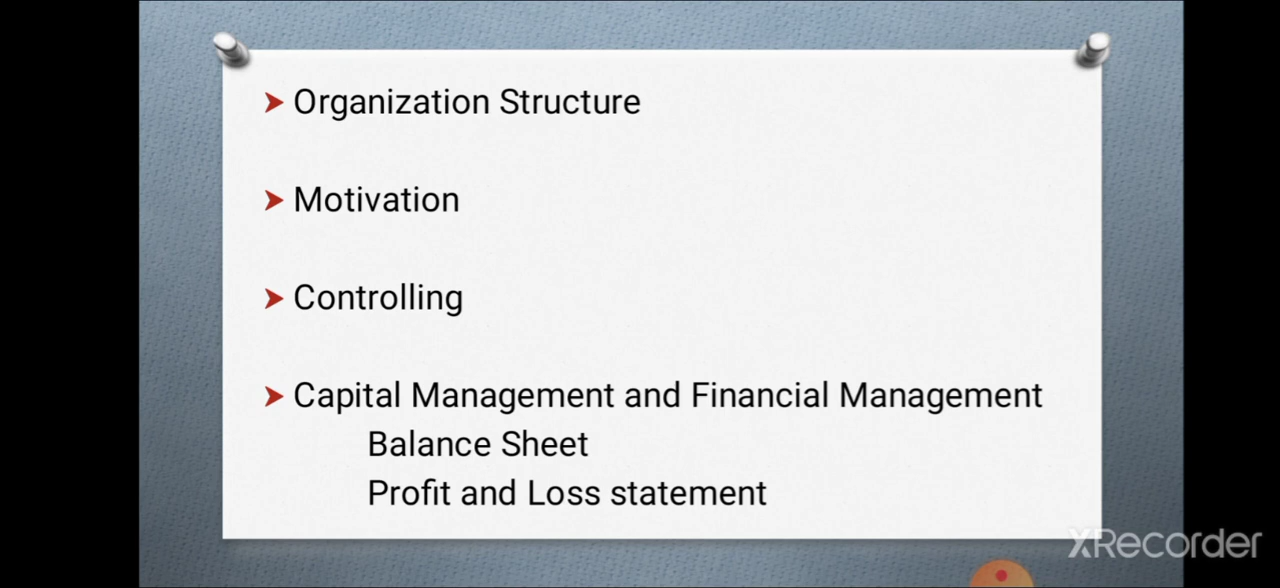 Organization Structure
Motivation
Controlling
Capital Management and Financial Management
Balance Sheet
Profit and Loss statement
XRecorder